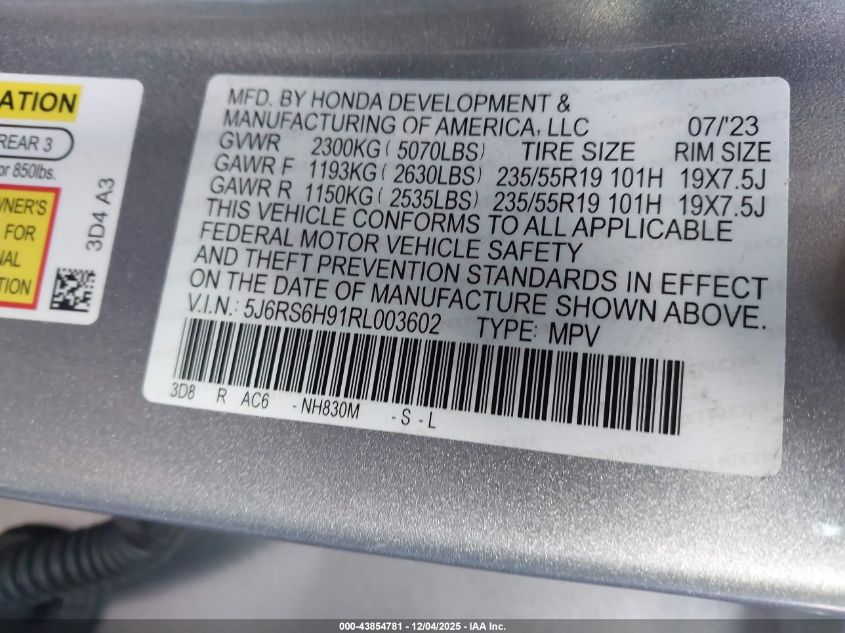 ATION
REAR 3
or 850lbs.
WNER'S
FOR
NAL
TION
3D4 A3
MFD. BY HONDA DEVELOPMENT &
MANUFACTURING OF AMERICA, LLC 07/'23
GVWR 2300KG ( 5070LBS) TIRE SIZE RIM SIZE
GAWR F 1193KG ( 2630LBS) 235/55R19 101H 19X7.5J
GAWR R 1150KG ( 2535LBS) 235/55R19 101H 19X7.5J
THIS VEHICLE CONFORMS TO ALL APPLICABLE
FEDERAL MOTOR VEHICLE SAFETY
AND THEFT PREVENTION STANDARDS IN EFFECT
ON THE DATE OF MANUFACTURE SHOWN ABOVE.
V.I.N.: 5J6RS6H91RL003602 TYPE: MPV
3D8 R AC6 -NH830M -S-L
000-43854781 - 12/04/2025 - IAA Inc.